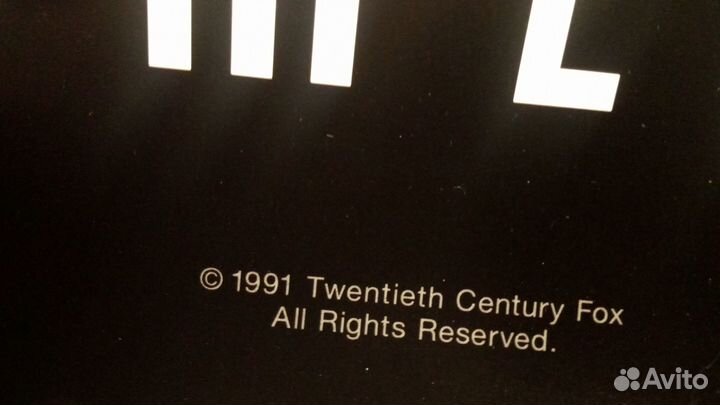 © 1991 Twentieth Century Fox
All Rights Reserved.
Avito